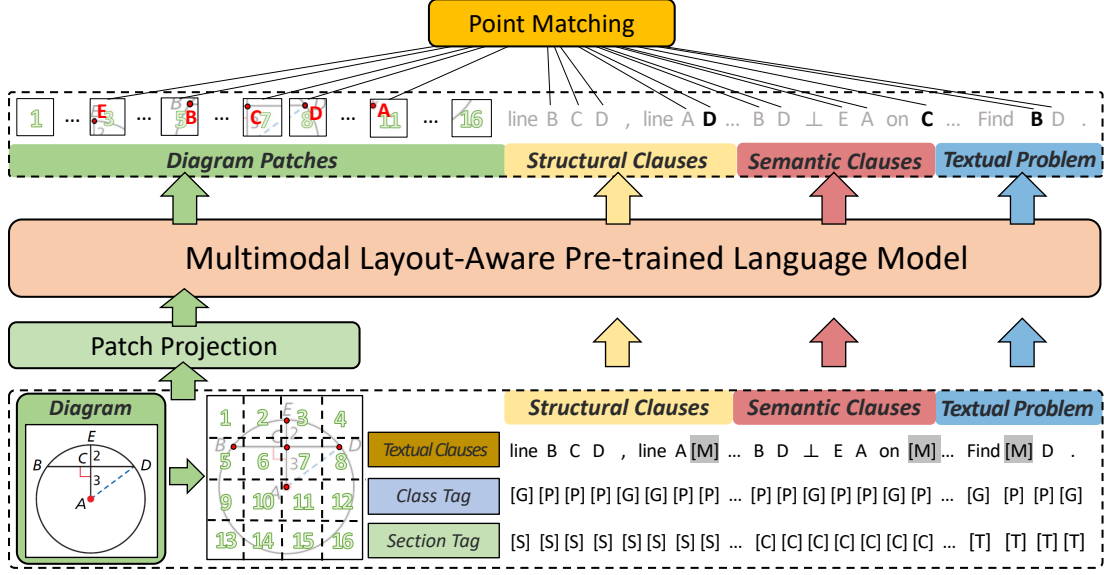 Point Matching
1 ... E 3 ... B 5 B ... C 7 D 8 ... A 11 ... 16 line B C D , line A D ... B D ⊥ E A on C ... Find B D .
Diagram Patches Structural Clauses Semantic Clauses Textual Problem
Multimodal Layout-Aware Pre-trained Language Model
Patch Projection
Diagram
Structural Clauses Semantic Clauses Textual Problem
E
C 2
B D
3
A
1 2 E 3 4
2
B C D
5 6 3 7 8
A
9 10 11 12
13 14 15 16
Textual Clauses line B C D , line A [M] ... B D ⊥ E A on [M] ... Find [M] D .
Class Tag [G] [P] [P] [P] [G] [G] [P] [P] ... [P] [P] [G] [P] [P] [G] [P] ... [G] [P] [P] [G]
Section Tag [S] [S] [S] [S] [S] [S] [S] [S] ... [C] [C] [C] [C] [C] [C] [C] ... [T] [T] [T] [T]